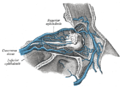 Superior
ophthalmic
Cavernous
sinus
Inferior
ophthalmic